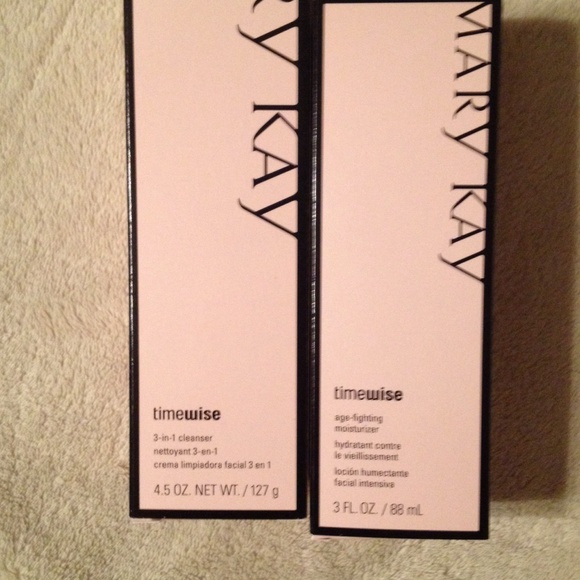 RY KAY
timewise
3-in-1 cleanser
nettoyant 3-en-1
crema limpiadora facial 3 en 1
4.5 OZ. NET WT. / 127 g
MARY KAY
timewise
age-fighting
moisturizer
hydratant contre
le vieillissement
loción humectante
facial intensiva
3 FL. OZ. / 88 mL